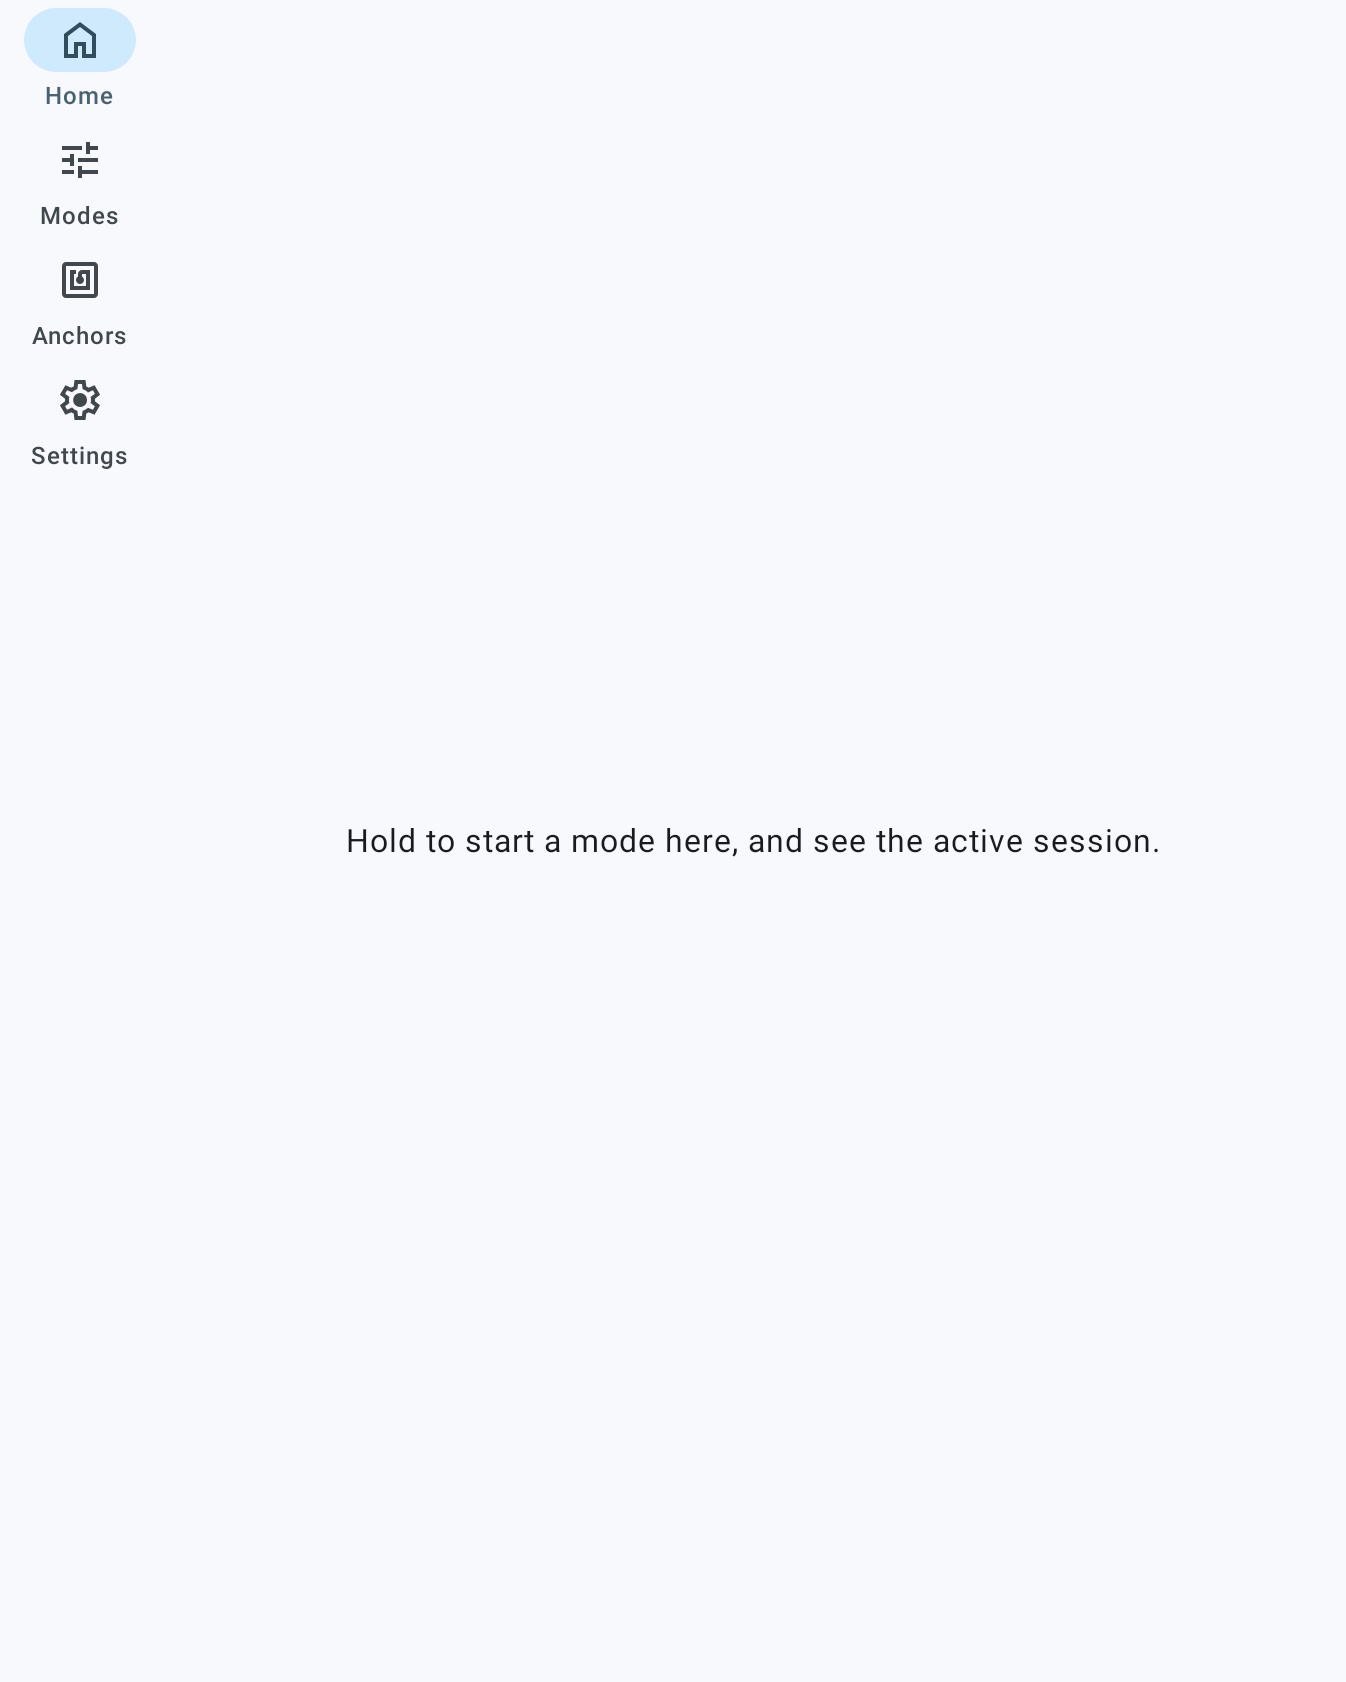 Home
Modes
Anchors
Settings
Hold to start a mode here, and see the active session.